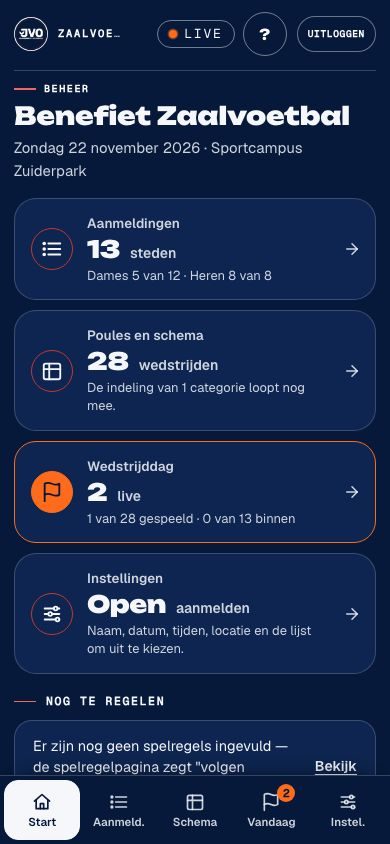 JVO ZAALVOE… LIVE ? UITLOGGEN
BEHEER
Benefiet Zaalvoetbal
Zondag 22 november 2026 · Sportcampus
Zuiderpark
Aanmeldingen
13 steden
Dames 5 van 12 · Heren 8 van 8
Poules en schema
28 wedstrijden
De indeling van 1 categorie loopt nog
mee.
Wedstrijddag
2 live
1 van 28 gespeeld · 0 van 13 binnen
Instellingen
Open aanmelden
Naam, datum, tijden, locatie en de lijst
om uit te kiezen.
NOG TE REGELEN
Er zijn nog geen spelregels ingevuld —
de spelregelpagina zegt "volgen
Bekijk
2
Start Aanmeld. Schema Vandaag Instel.